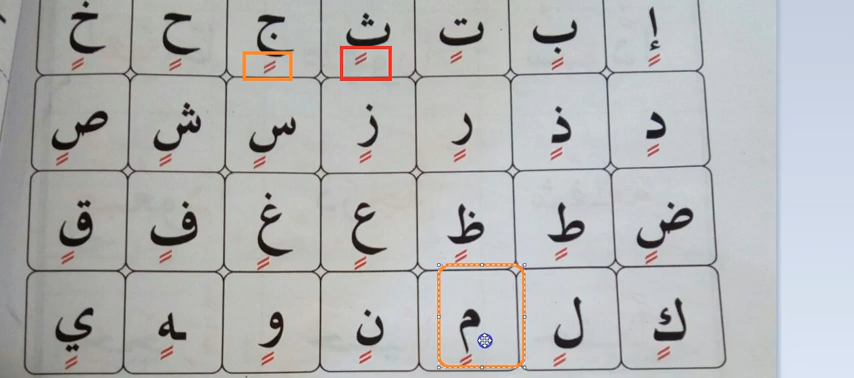 إٍ بٍ تٍ ثٍ جٍ حٍ خٍ
دٍ ذٍ رٍ زٍ سٍ شٍ صٍ
ضٍ طٍ ظٍ عٍ غٍ فٍ قٍ
كٍ لٍ مٍ نٍ وٍ هٍ يٍ